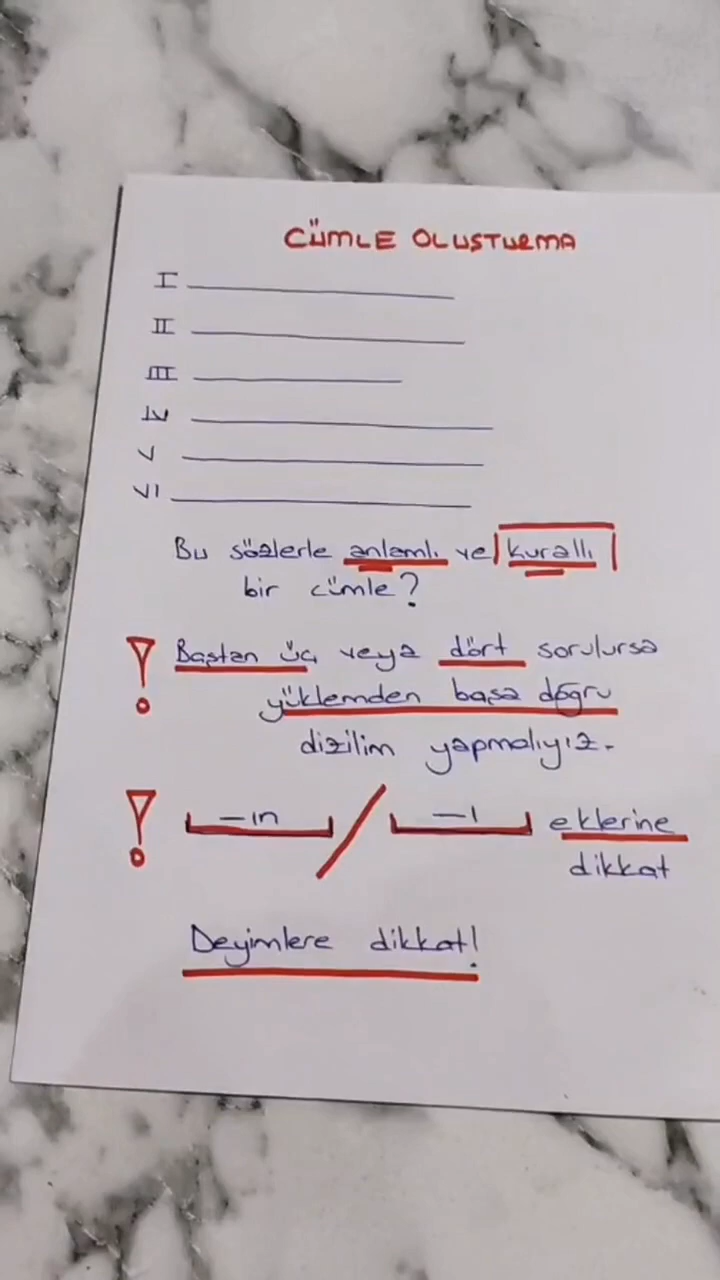 CÜMLE OLUSTURMA
I
II
III
IV
V
VI
Bu sözlerle anlamlı ve kurallı
bir cümle?
! Baştan üç veya dört sorulursa
yüklemden başa doğru
dizilim yapmalıyız.
! -ın / -ı eklerine
dikkat
Deyimlere dikkat!